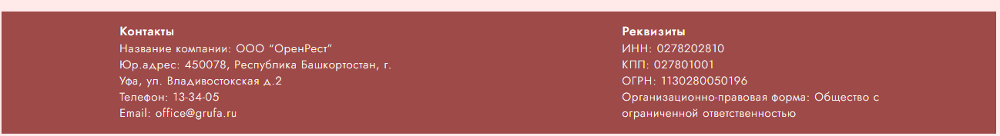 Контакты
Название компании: ООО “ОренРест”
Юр.адрес: 450078, Республика Башкортостан, г.
Уфа, ул. Владивостокская д.2
Телефон: 13-34-05
Email: office@grufa.ru
Реквизиты
ИНН: 0278202810
КПП: 027801001
ОГРН: 1130280050196
Организационно-правовая форма: Общество с
ограниченной ответственностью